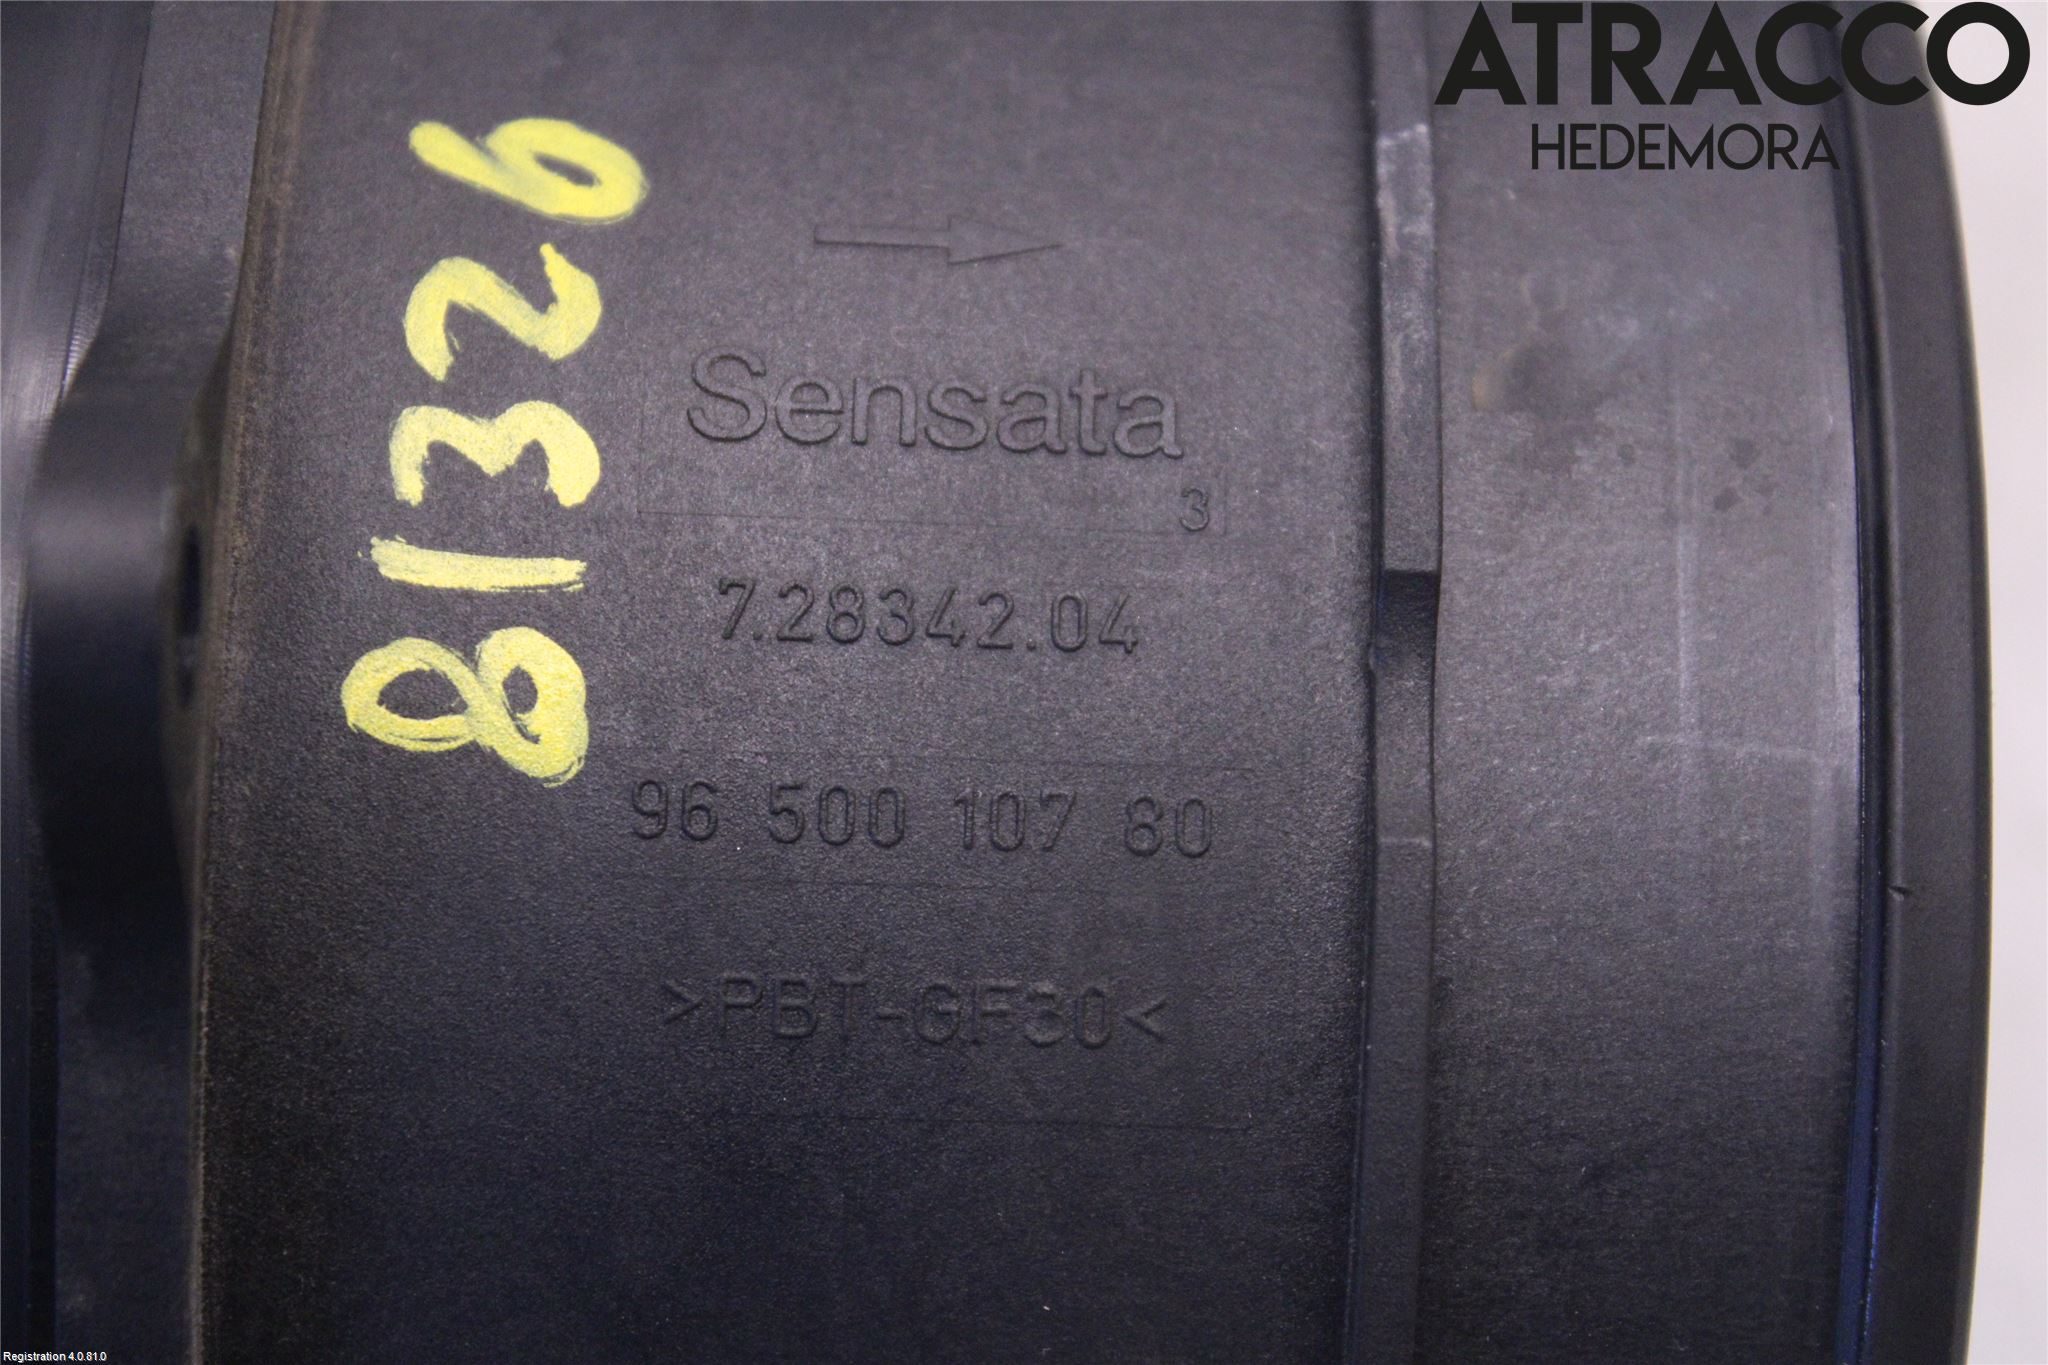 ATRACCO
HEDEMORA
81326
Sensata
3
7.28342.04
96 500 107 80
>PBT-GF30<
Registration 4.0.81.0